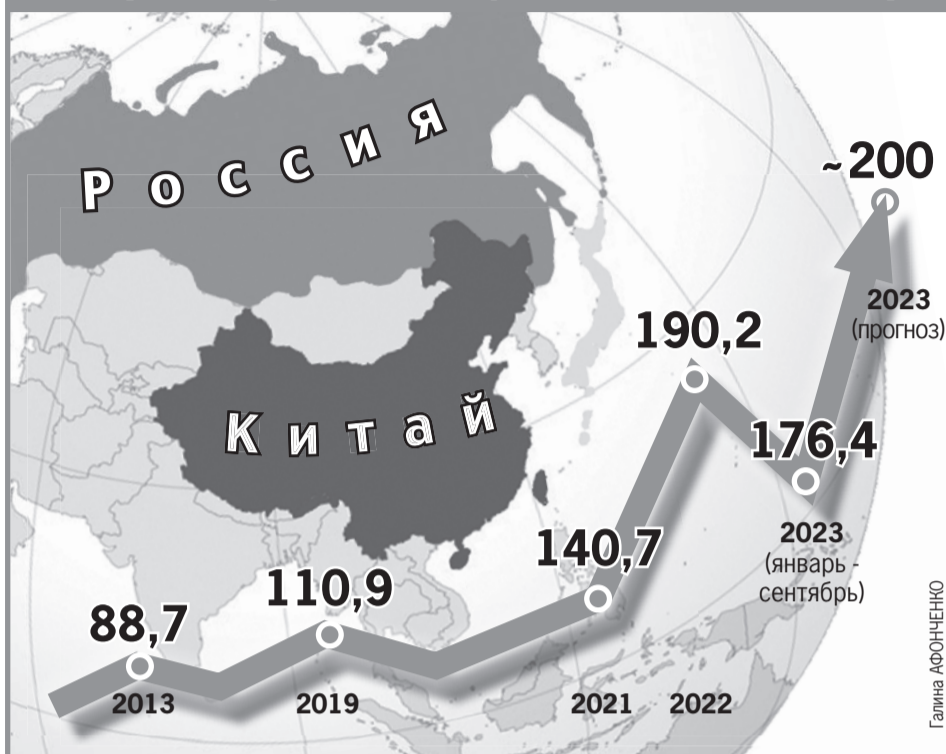 Россия
Китай
~200
2023
(прогноз)
190,2
176,4
2023
(январь -
сентябрь)
140,7
110,9
88,7
2013
2019
2021
2022
Галина АФОНЧЕНКО